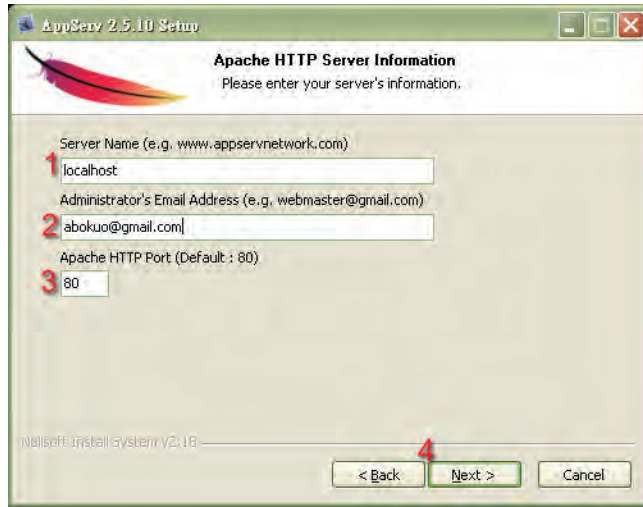 AppServ 2.5.10 Setup
Apache HTTP Server Information
Please enter your server's information.
Server Name (e.g. www.appservnetwork.com)
1 localhost
Administrator's Email Address (e.g. webmaster@gmail.com)
2 abokuo@gmail.com
Apache HTTP Port (Default : 80)
3 80
Nullsoft Install System v2.18
4
< Back Next > Cancel